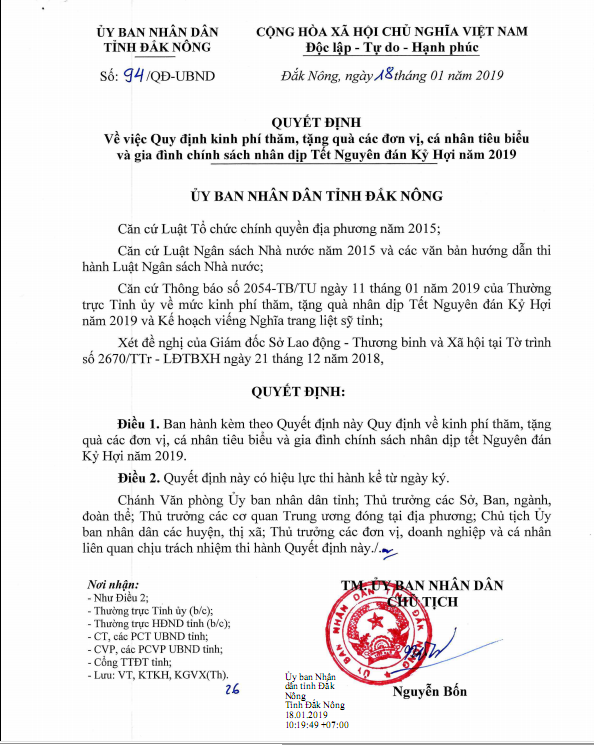 ỦY BAN NHÂN DÂN
TỈNH ĐẮK NÔNG
CỘNG HÒA XÃ HỘI CHỦ NGHĨA VIỆT NAM
Độc lập - Tự do - Hạnh phúc
Số: 94/QĐ-UBND
Đắk Nông, ngày 18 tháng 01 năm 2019
QUYẾT ĐỊNH
Về việc Quy định kinh phí thăm, tặng quà các đơn vị, cá nhân tiêu biểu
và gia đình chính sách nhân dịp Tết Nguyên đán Kỷ Hợi năm 2019
ỦY BAN NHÂN DÂN TỈNH ĐẮK NÔNG
Căn cứ Luật Tổ chức chính quyền địa phương năm 2015;
Căn cứ Luật Ngân sách Nhà nước năm 2015 và các văn bản hướng dẫn thi
hành Luật Ngân sách Nhà nước;
Căn cứ Thông báo số 2054-TB/TU ngày 11 tháng 01 năm 2019 của Thường
trực Tỉnh ủy về mức kinh phí thăm, tặng quà nhân dịp Tết Nguyên đán Kỷ Hợi
năm 2019 và Kế hoạch viếng Nghĩa trang liệt sỹ tỉnh;
Xét đề nghị của Giám đốc Sở Lao động - Thương binh và Xã hội tại Tờ trình
số 2670/TTr - LĐTBXH ngày 21 tháng 12 năm 2018,
QUYẾT ĐỊNH:
Điều 1. Ban hành kèm theo Quyết định này Quy định về kinh phí thăm, tặng
quà các đơn vị, cá nhân tiêu biểu và gia đình chính sách nhân dịp tết Nguyên đán
Kỷ Hợi năm 2019.
Điều 2. Quyết định này có hiệu lực thi hành kể từ ngày ký.
Chánh Văn phòng Ủy ban nhân dân tỉnh; Thủ trưởng các Sở, Ban, ngành,
đoàn thể; Thủ trưởng các cơ quan Trung ương đóng tại địa phương; Chủ tịch Ủy
ban nhân dân các huyện, thị xã; Thủ trưởng các đơn vị, doanh nghiệp và cá nhân
liên quan chịu trách nhiệm thi hành Quyết định này./.
Nơi nhận:
- Như Điều 2;
- Thường trực Tỉnh ủy (b/c);
- Thường trực HĐND tỉnh (b/c);
- CT, các PCT UBND tỉnh;
- CVP, các PCVP UBND tỉnh;
- Cổng TTĐT tỉnh;
- Lưu: VT, KTKH, KGVX(Th).
26
TM. ỦY BAN NHÂN DÂN
CHỦ TỊCH
ỦY BAN NHÂN DÂN TỈNH ĐẮK NÔNG
Nguyễn Bốn
Ủy ban Nhân
dân tỉnh Đắk
Nông
Tỉnh Đắk Nông
18.01.2019
10:19:49 +07:00